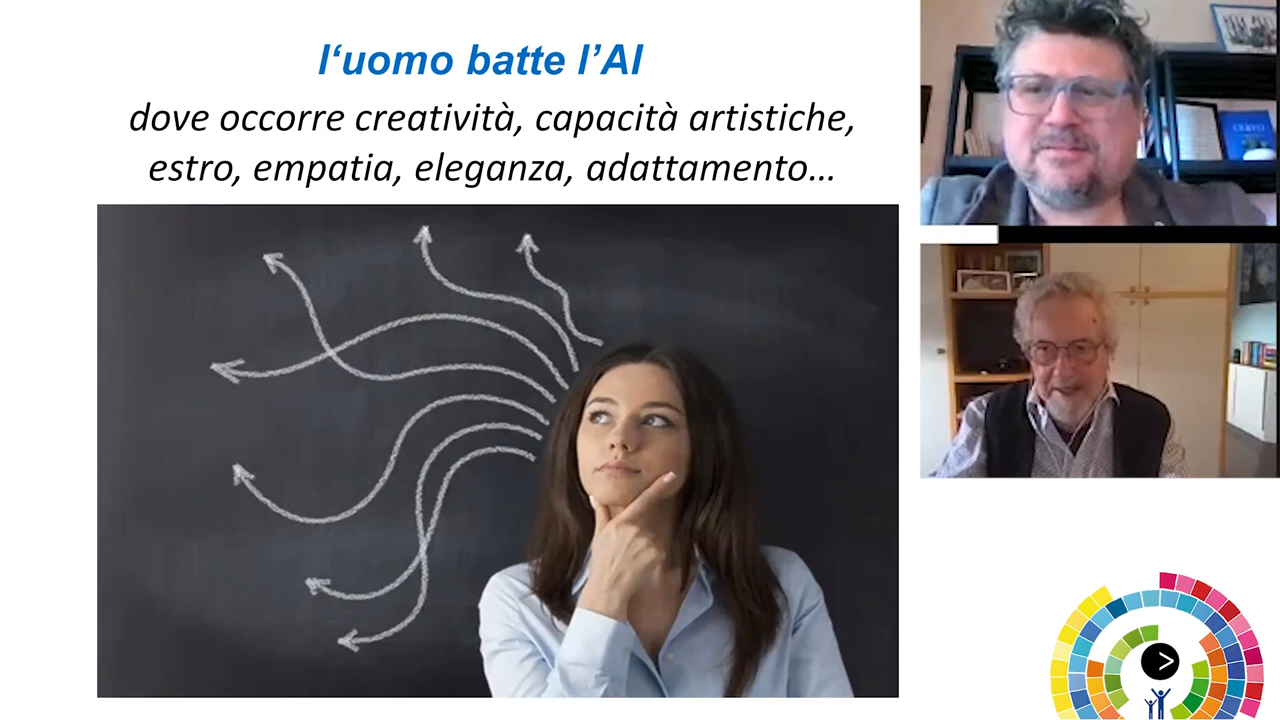 l‘uomo batte l’AI
dove occorre creatività, capacità artistiche,
estro, empatia, eleganza, adattamento…